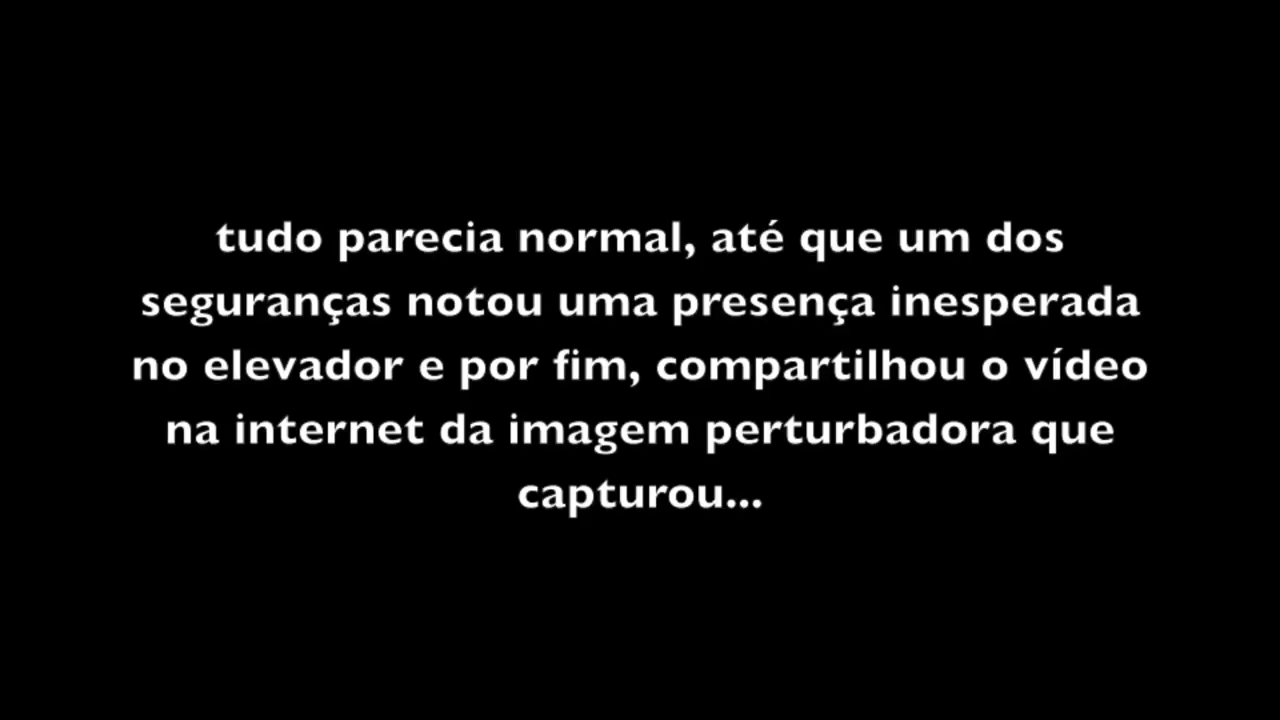 tudo parecia normal, até que um dos
seguranças notou uma presença inesperada
no elevador e por fim, compartilhou o vídeo
na internet da imagem perturbadora que
capturou...